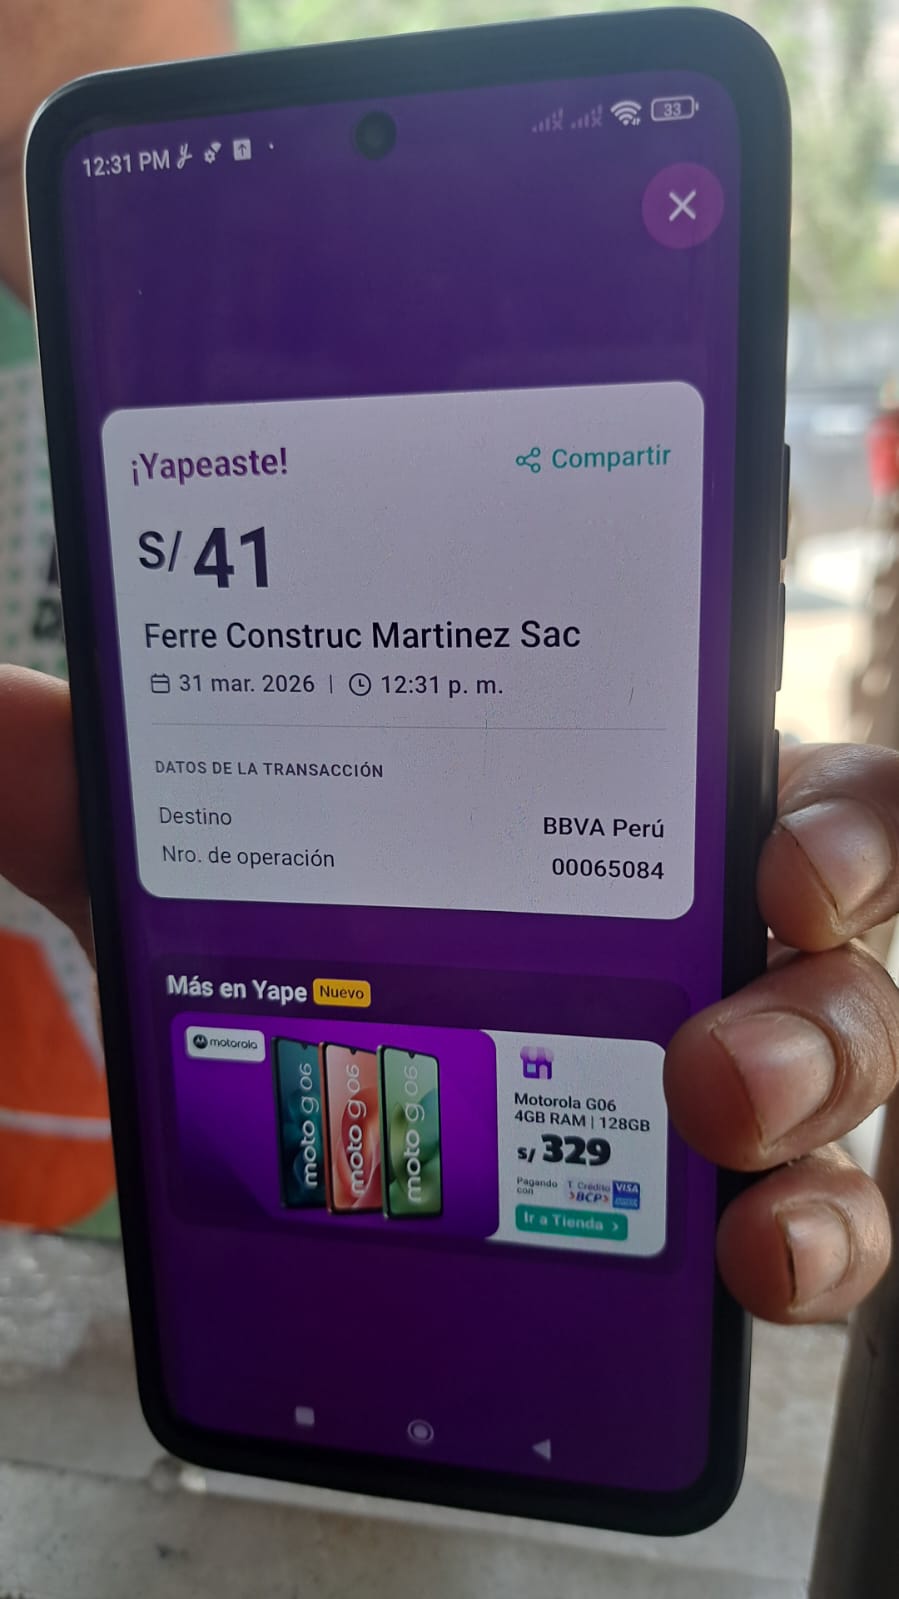 12:31 PM
33
¡Yapeaste!
Compartir
S/ 41
Ferre Construc Martinez Sac
31 mar. 2026 | 12:31 p. m.
DATOS DE LA TRANSACCIÓN
Destino BBVA Perú
Nro. de operación 00065084
Más en Yape Nuevo
motorola
moto g 06
moto g 06
moto g 06
Motorola G06
4GB RAM | 128GB
S/ 329
Pagando con
T. Crédito
BCP
VISA
Ir a Tienda >